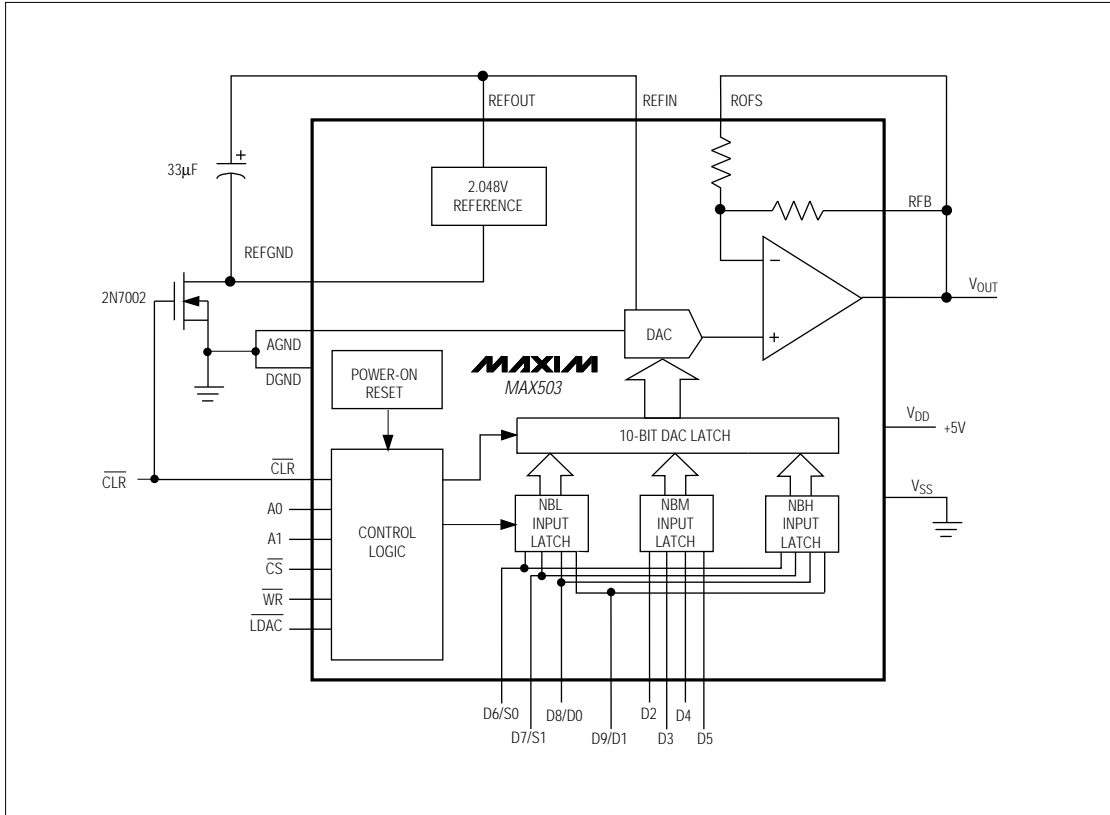 REFOUT
REFIN
ROFS
33μF
+
2.048V
REFERENCE
RFB
REFGND
2N7002
−
+
VOUT
AGND
DGND
DAC
MAXIM
MAX503
POWER-ON
RESET
VDD
+5V
10-BIT DAC LATCH
CLR
CLR
VSS
A0
A1
CS
WR
LDAC
CONTROL
LOGIC
NBL
INPUT
LATCH
NBM
INPUT
LATCH
NBH
INPUT
LATCH
D6/S0
D8/D0
D2
D4
D7/S1
D9/D1
D3
D5